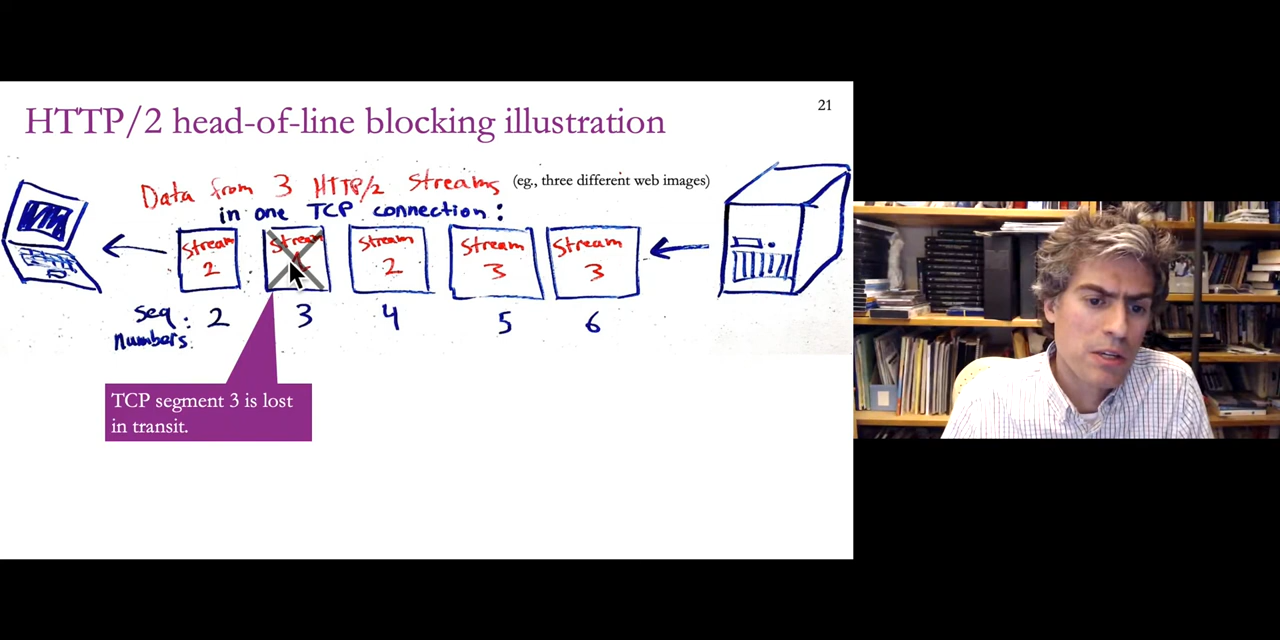 21
HTTP/2 head-of-line blocking illustration
Data from 3 HTTP/2 Streams (eg., three different web images)
in one TCP connection:
Stream 2
Stream
Stream 2
Stream 3
Stream 3
Seq. Numbers: 2 3 4 5 6
TCP segment 3 is lost
in transit.